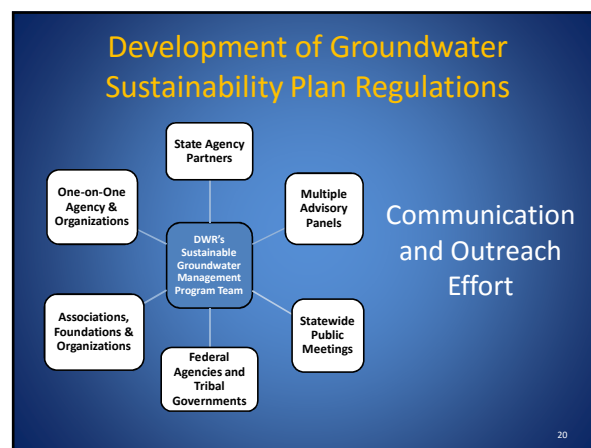 Development of Groundwater
Sustainability Plan Regulations
State Agency
Partners
One-on-One
Agency &
Organizations
Multiple
Advisory
Panels
DWR's
Sustainable
Groundwater
Management
Program Team
Communication
and Outreach
Effort
Associations,
Foundations &
Organizations
Statewide
Public
Meetings
Federal
Agencies and
Tribal
Governments
20